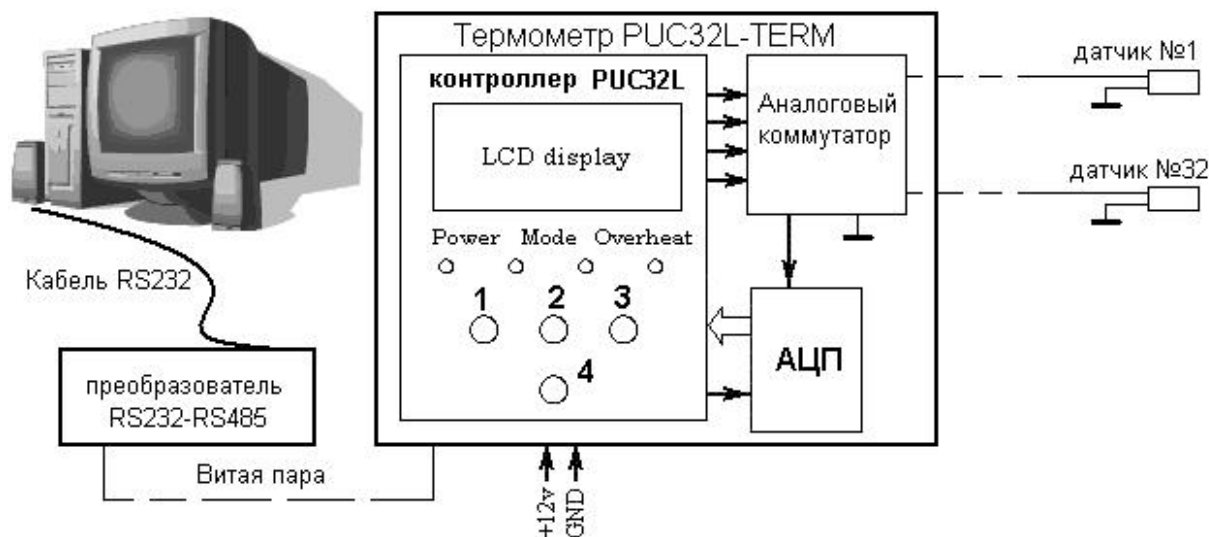 Термометр PUC32L-TERM
контроллер PUC32L
LCD display
Power Mode Overheat
1
2
3
4
Аналоговый
коммутатор
АЦП
датчик №1
датчик №32
Кабель RS232
преобразователь
RS232-RS485
Витая пара
+12v
GND